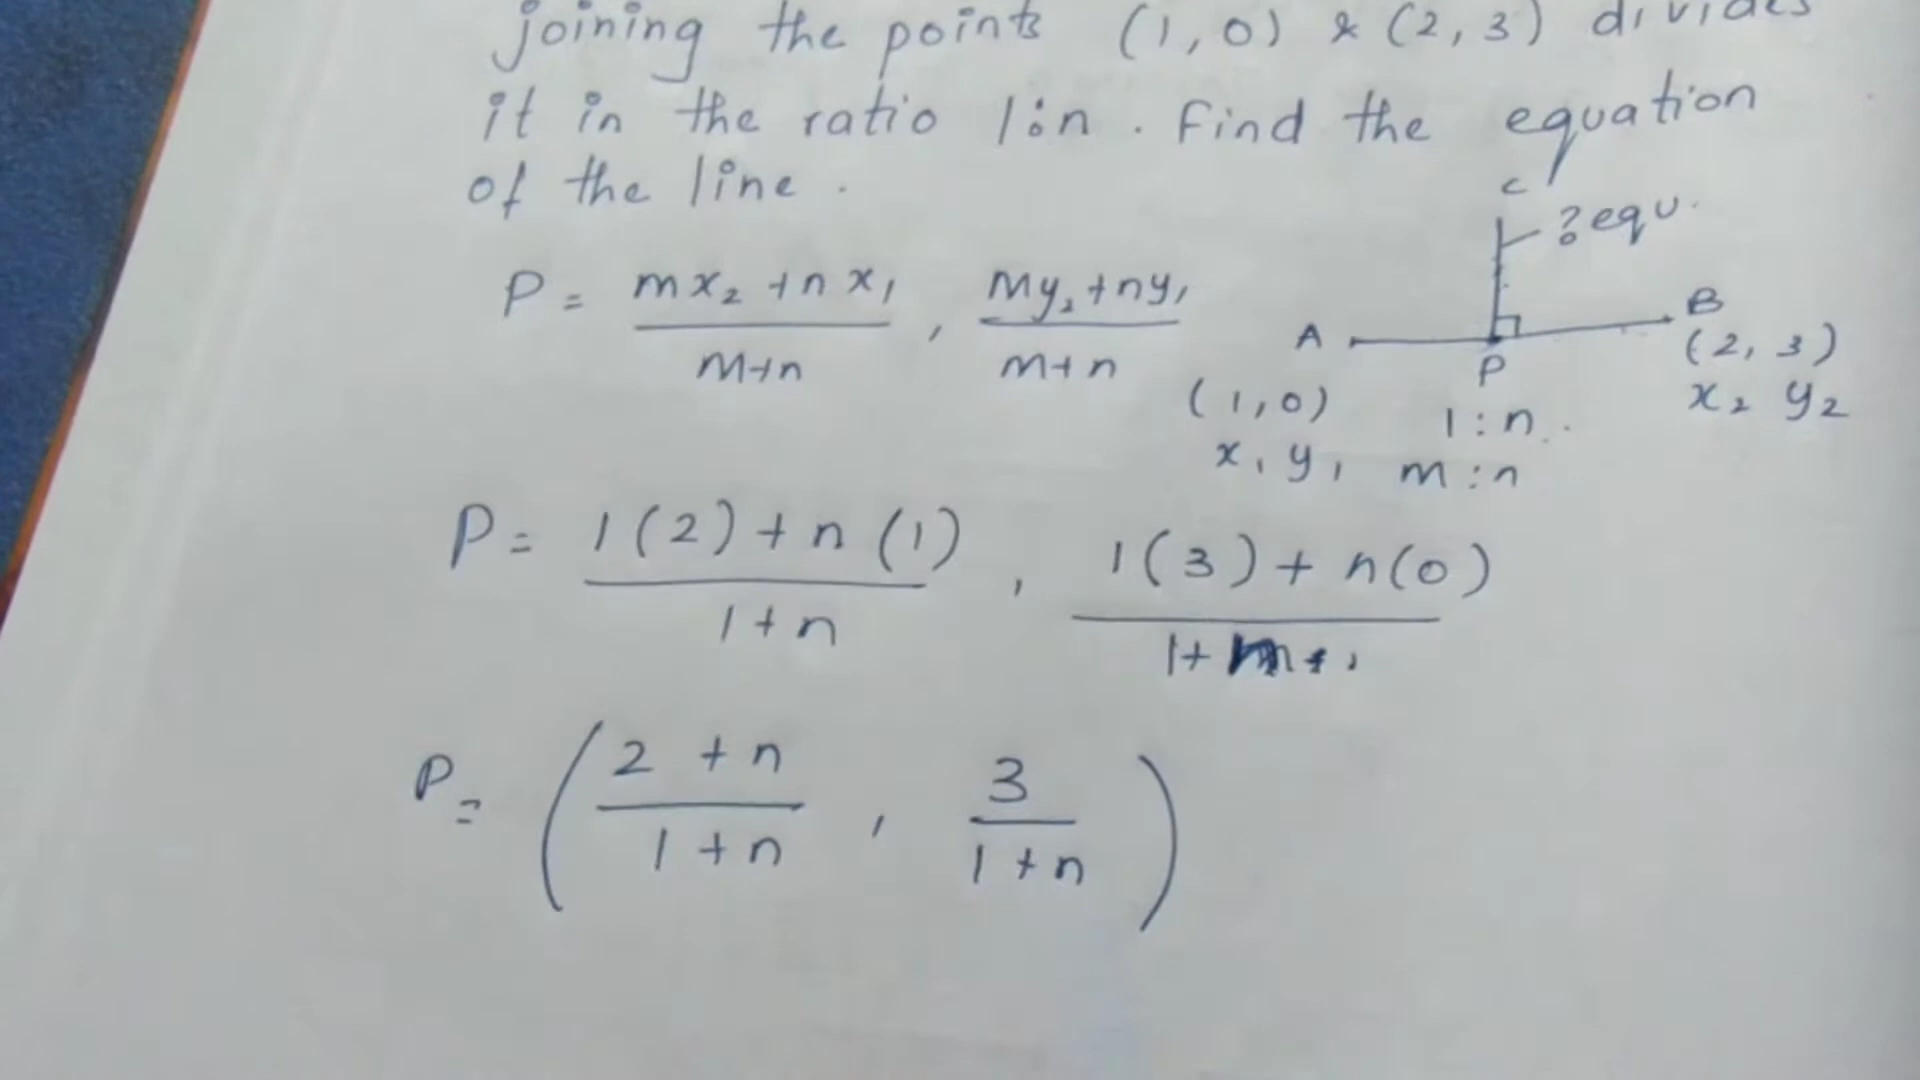 joining the points (1,0) & (2,3) divides
it in the ratio 1:n. Find the equation
of the line.
C
? equ.
P = mx₂+nx₁ / m+n , my₂+ny₁ / m+n
A
B
P
(1,0)
(2,3)
1:n
x₁ y₁
m:n
x₂ y₂
P = 1(2)+n(1) / 1+n , 1(3)+n(0) / 1+
P = ( 2+n / 1+n , 3 / 1+n )